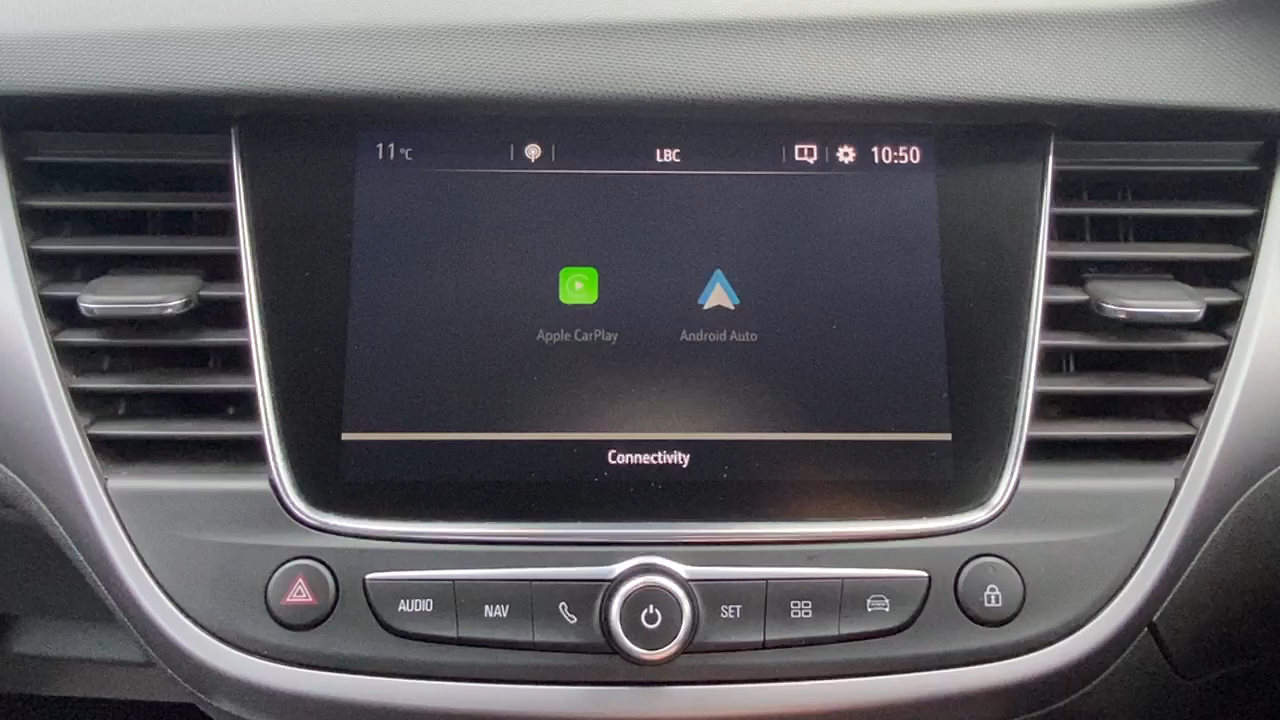 11°C
LBC
10:50
Apple CarPlay
Android Auto
Connectivity
AUDIO
NAV
SET